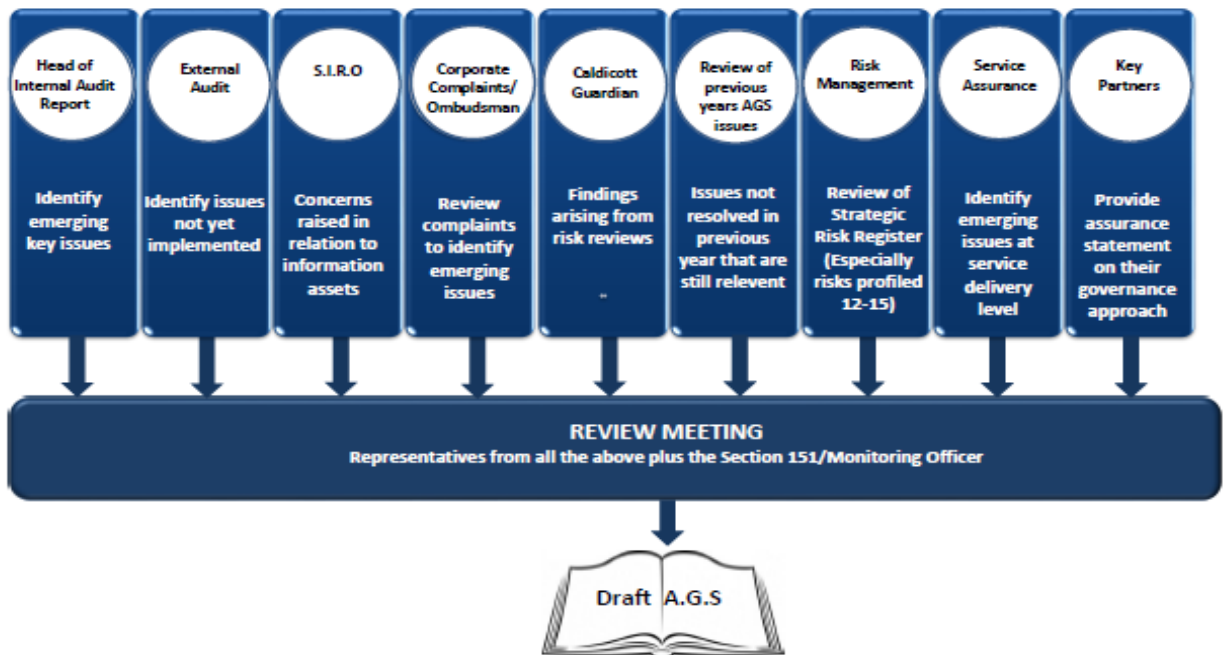 Head of
Internal Audit
Report
Identify
emerging
key issues
External
Audit
Identify issues
not yet
implemented
S.I.R.O
Concerns
raised in
relation to
information
assets
Corporate
Complaints/
Ombudsman
Review
complaints
to identify
emerging
issues
Caldicott
Guardian
Findings
arising from
risk reviews
..
Review of
previous
years AGS
issues
Issues not
resolved in
previous
year that are
still relevent
Risk
Management
Review of
Strategic
Risk Register
(Especially
risks profiled
12-15)
Service
Assurance
Identify
emerging
issues at
service
delivery
level
Key
Partners
Provide
assurance
statement
on their
governance
approach
REVIEW MEETING
Representatives from all the above plus the Section 151/Monitoring Officer
Draft A.G.S